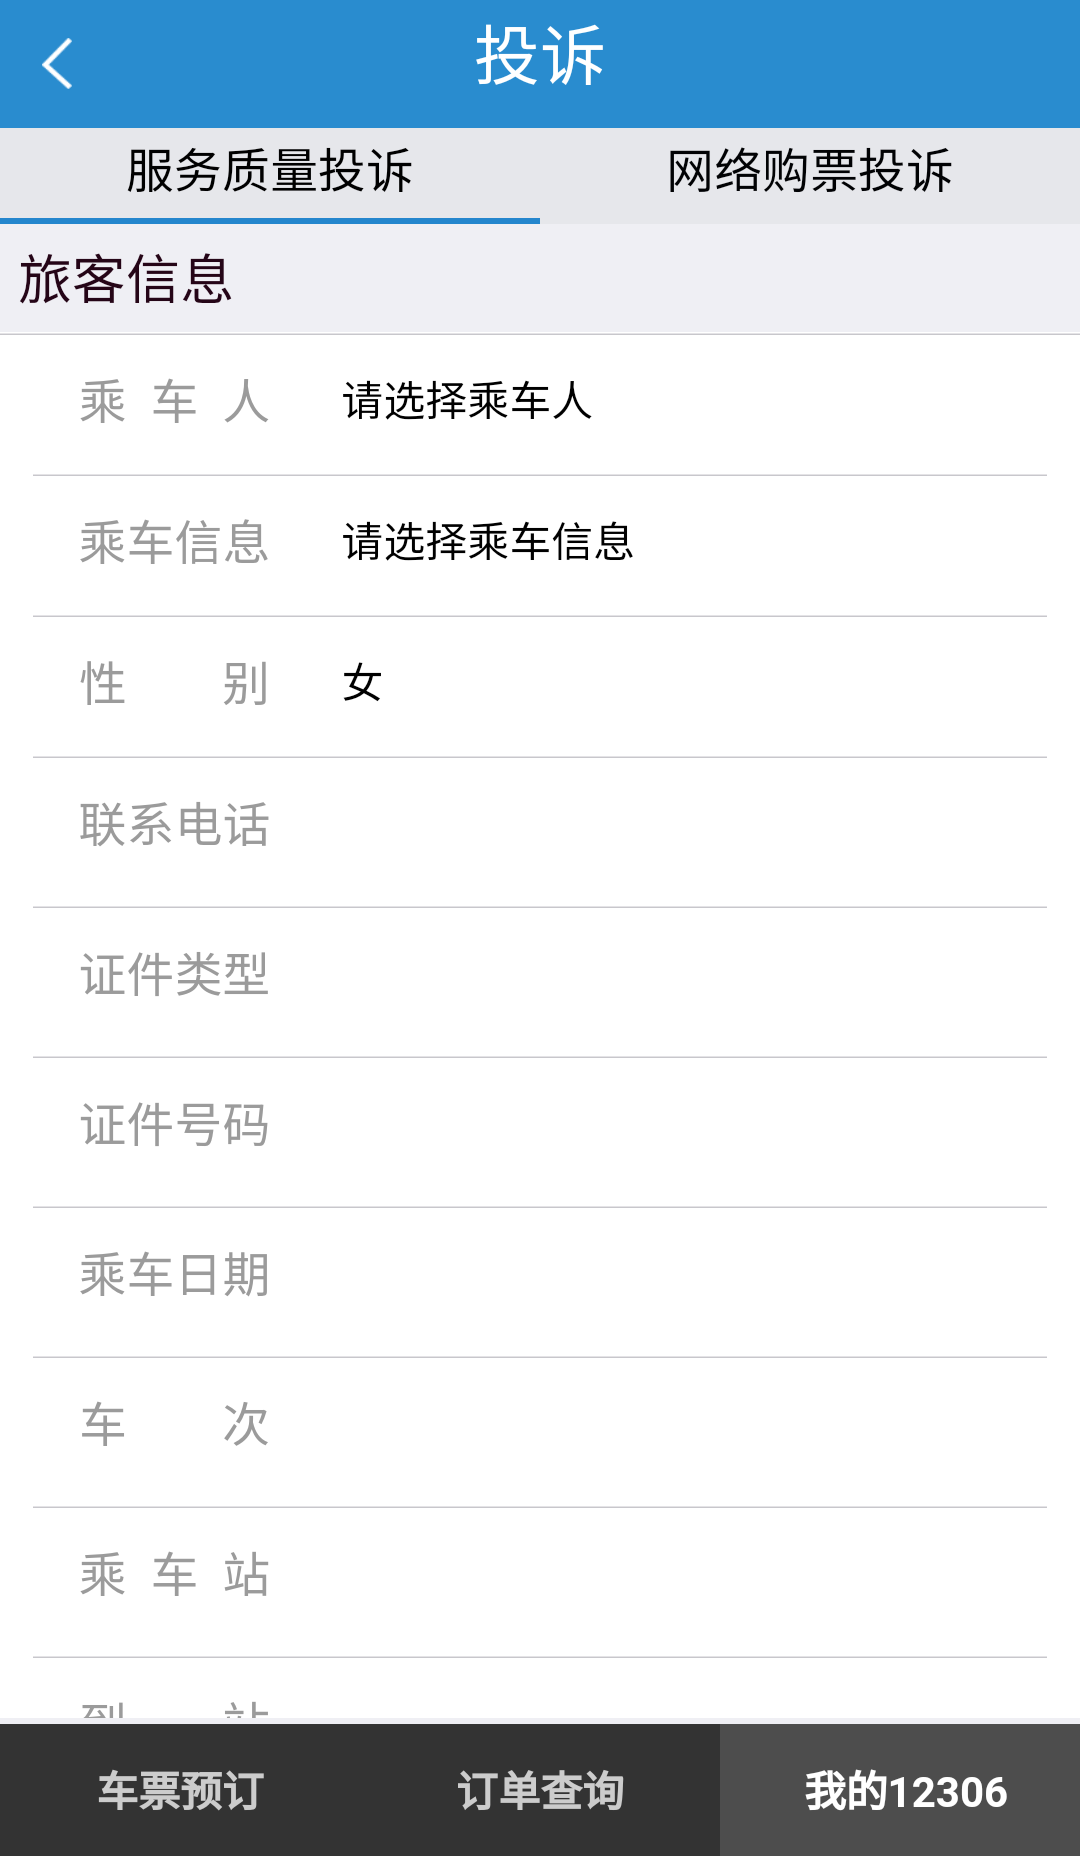 投诉
服务质量投诉 网络购票投诉
旅客信息
乘车人 请选择乘车人
乘车信息 请选择乘车信息
性别 女
联系电话
证件类型
证件号码
乘车日期
车次
乘车站
到站
车票预订 订单查询 我的12306